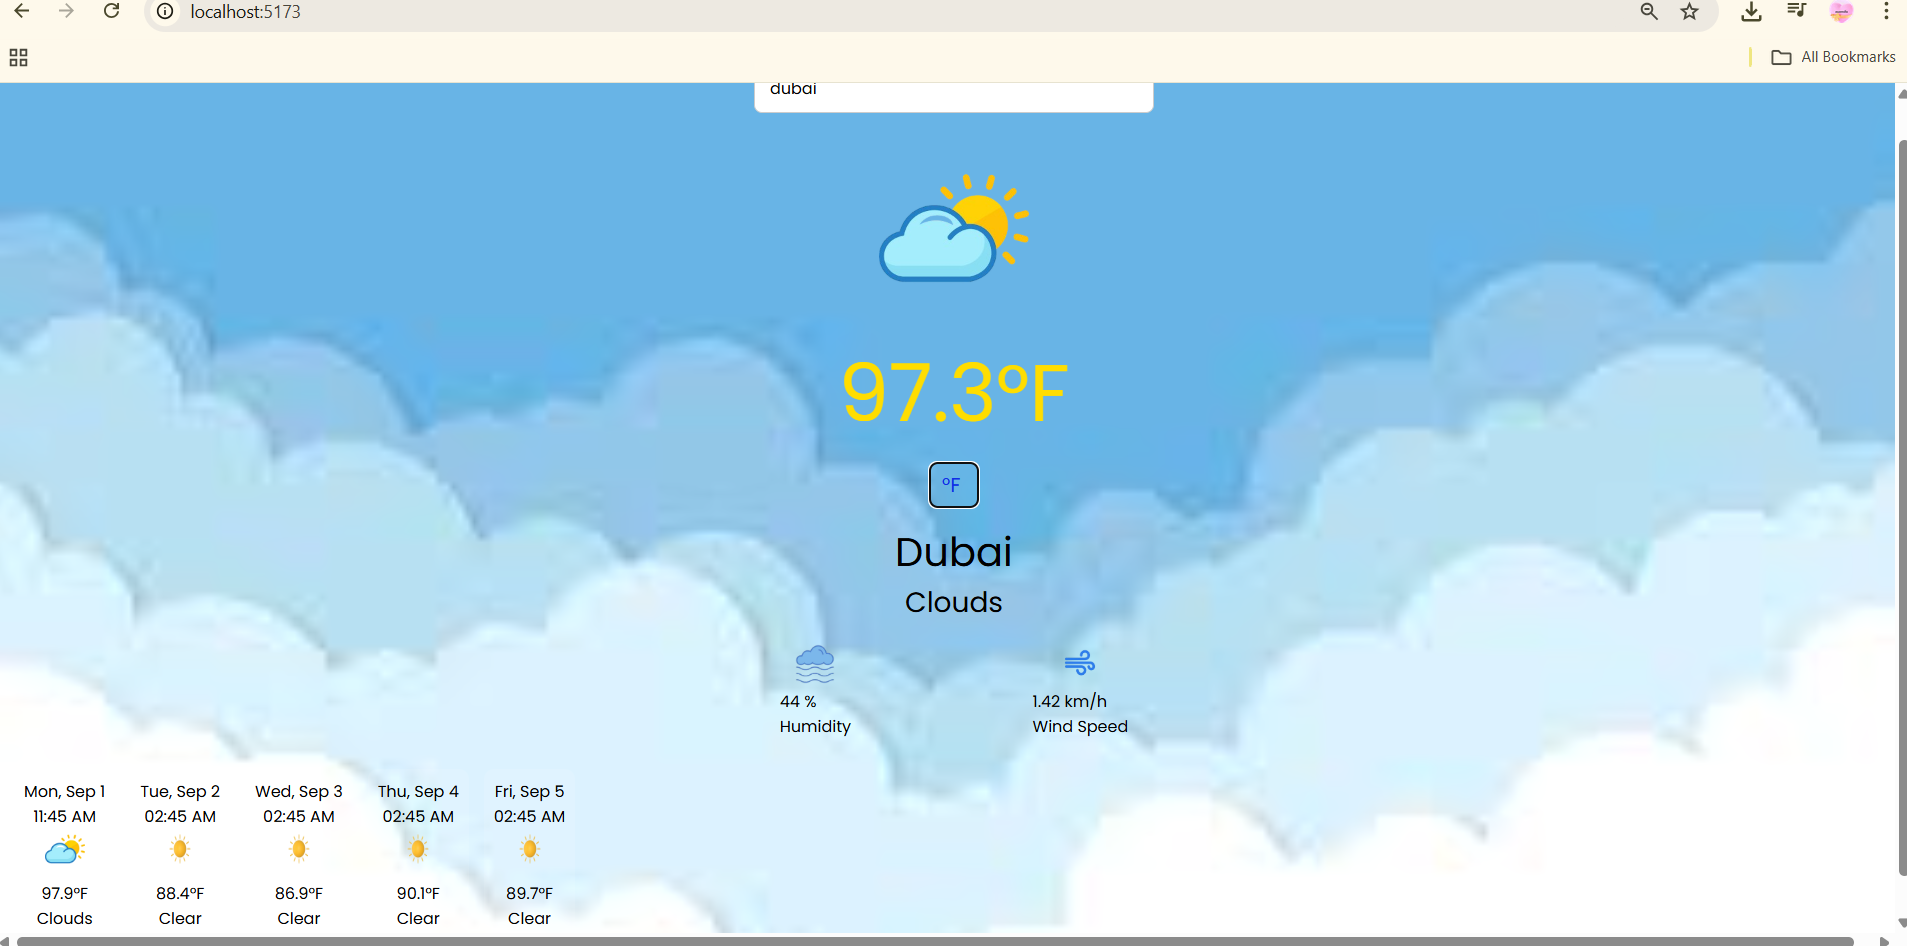 localhost:5173
All Bookmarks
dubai
97.3°F
°F
Dubai
Clouds
44 %
Humidity
1.42 km/h
Wind Speed
Mon, Sep 1
11:45 AM
97.9°F
Clouds
Tue, Sep 2
02:45 AM
88.4°F
Clear
Wed, Sep 3
02:45 AM
86.9°F
Clear
Thu, Sep 4
02:45 AM
90.1°F
Clear
Fri, Sep 5
02:45 AM
89.7°F
Clear